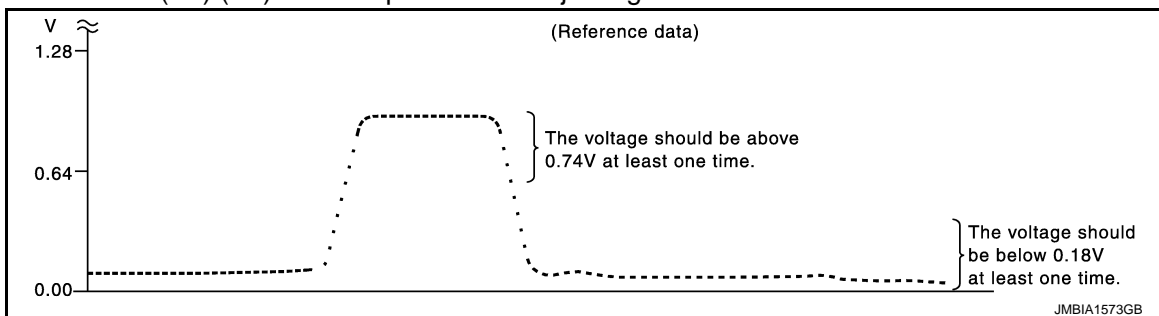 V
(Reference data)
1.28
The voltage should be above
0.74V at least one time.
0.64
The voltage should
be below 0.18V
at least one time.
0.00
JMBIA1573GB